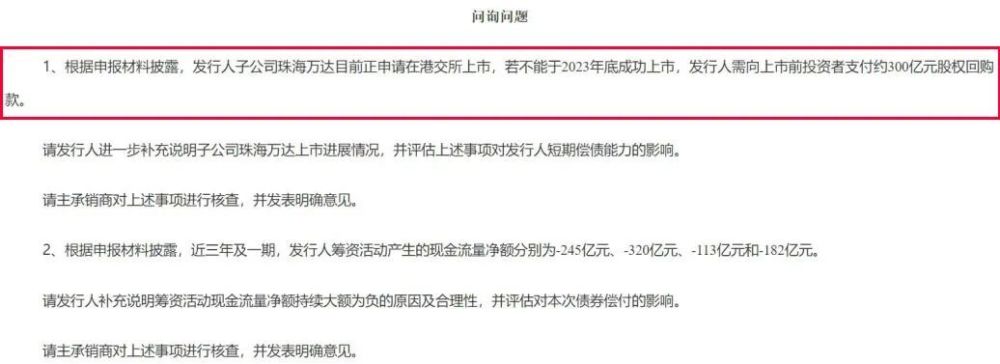 问询问题
1、根据申报材料披露，发行人子公司珠海万达目前正申请在港交所上市，若不能于2023年底成功上市，发行人需向上市前投资者支付约300亿元股权回购
款。
请发行人进一步补充说明子公司珠海万达上市进展情况，并评估上述事项对发行人短期偿债能力的影响。
请主承销商对上述事项进行核查，并发表明确意见。
2、根据申报材料披露，近三年及一期，发行人筹资活动产生的现金流量净额分别为-245亿元、-320亿元、-113亿元和-182亿元。
请发行人补充说明筹资活动现金流量净额持续大额为负的原因及合理性，并评估对本次债券偿付的影响。
请主承销商对上述事项进行核查，并发表明确意见。